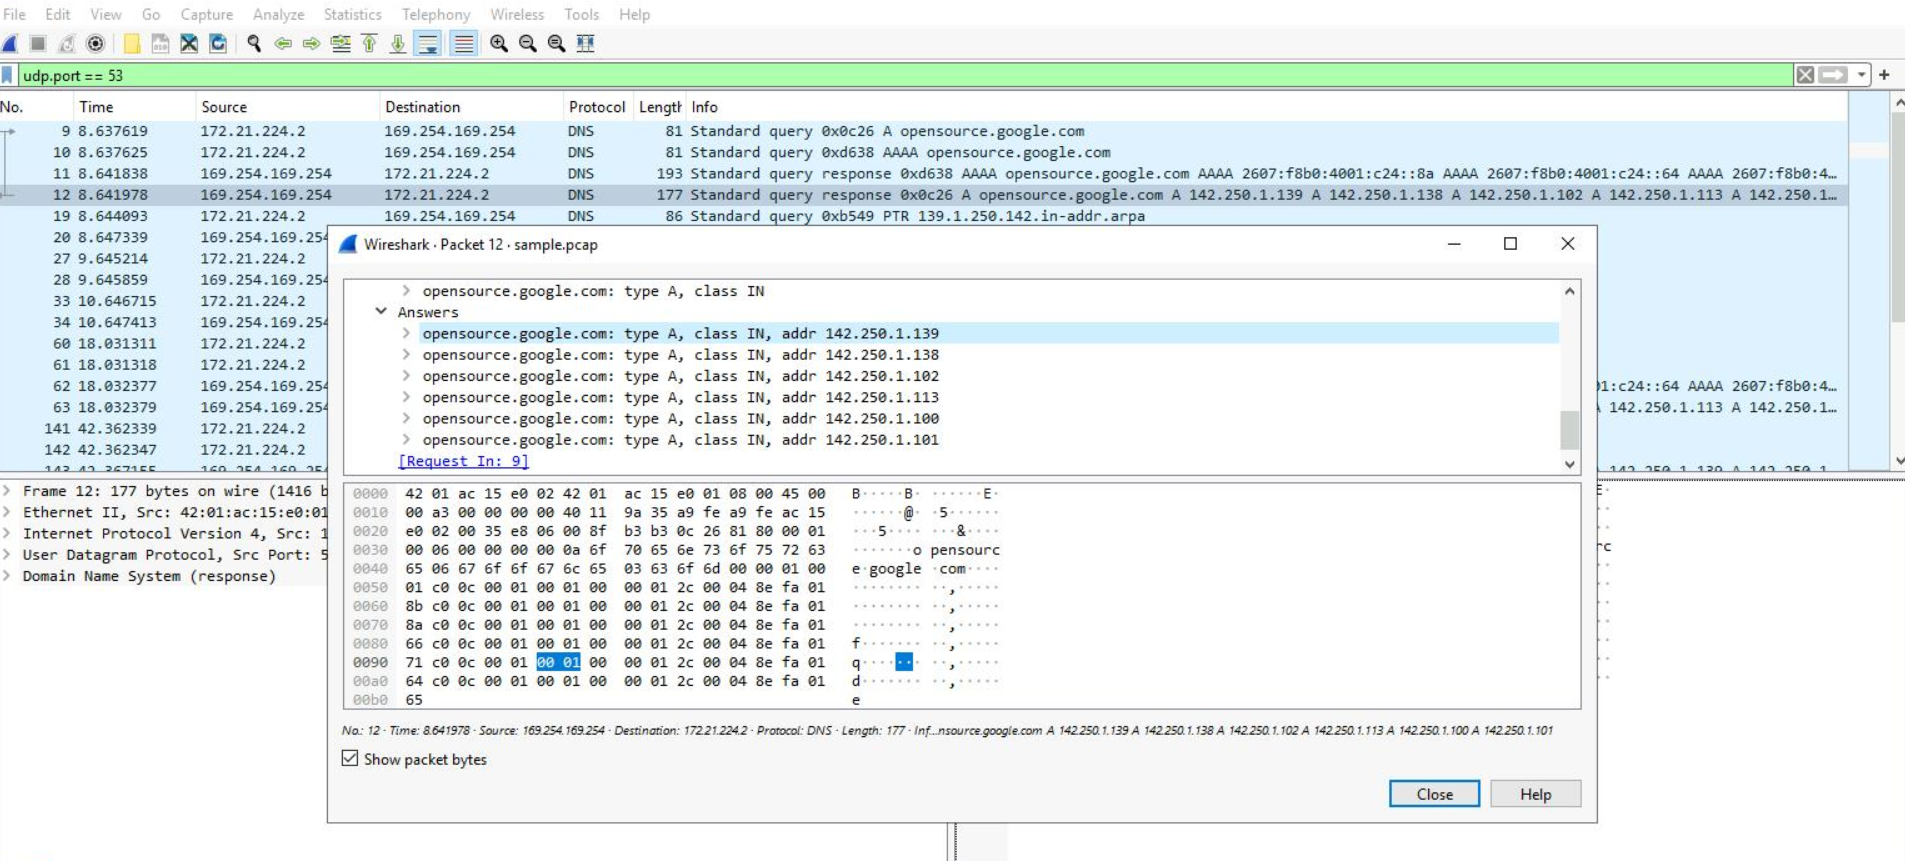 File Edit View Go Capture Analyze Statistics Telephony Wireless Tools Help
udp.port == 53
No. Time Source Destination Protocol Length Info
9 8.637619 172.21.224.2 169.254.169.254 DNS 81 Standard query 0x0c26 A opensource.google.com
10 8.637625 172.21.224.2 169.254.169.254 DNS 81 Standard query 0xd638 AAAA opensource.google.com
11 8.641838 169.254.169.254 172.21.224.2 DNS 193 Standard query response 0xd638 AAAA opensource.google.com AAAA 2607:f8b0:4001:c24::8a AAAA 2607:f8b0:4001:c24::64 AAAA 2607:f8b0:4…
12 8.641978 169.254.169.254 172.21.224.2 DNS 177 Standard query response 0x0c26 A opensource.google.com A 142.250.1.139 A 142.250.1.138 A 142.250.1.102 A 142.250.1.113 A 142.250.1…
19 8.644093 172.21.224.2 169.254.169.254 DNS 86 Standard query 0xb549 PTR 139.1.250.142.in-addr.arpa
20 8.647339 169.254.169.254
27 9.645214 172.21.224.2
28 9.645859 169.254.169.254
33 10.646715 172.21.224.2
34 10.647413 169.254.169.254
60 18.031311 172.21.224.2
61 18.031318 172.21.224.2
62 18.032377 169.254.169.254 01:c24::64 AAAA 2607:f8b0:4…
63 18.032379 169.254.169.254 A 142.250.1.113 A 142.250.1…
141 42.362339 172.21.224.2
142 42.362347 172.21.224.2
143 42.367155 169.254.169.254 142.250.1.139 A 142.250.1
Wireshark · Packet 12 · sample.pcap
opensource.google.com: type A, class IN
Answers
opensource.google.com: type A, class IN, addr 142.250.1.139
opensource.google.com: type A, class IN, addr 142.250.1.138
opensource.google.com: type A, class IN, addr 142.250.1.102
opensource.google.com: type A, class IN, addr 142.250.1.113
opensource.google.com: type A, class IN, addr 142.250.1.100
opensource.google.com: type A, class IN, addr 142.250.1.101
[Request In: 9]
0000 42 01 ac 15 e0 02 42 01 ac 15 e0 01 08 00 45 00 B·····B· ······E·
0010 00 a3 00 00 00 00 40 11 9a 35 a9 fe a9 fe ac 15 ······@· ·5······
0020 e0 02 00 35 e8 06 00 8f b3 b3 0c 26 81 80 00 01 ···5···· ···&····
0030 00 06 00 00 00 00 0a 6f 70 65 6e 73 6f 75 72 63 ·······o pensourc
0040 65 06 67 6f 6f 67 6c 65 03 63 6f 6d 00 00 01 00 e·google ·com····
0050 01 c0 0c 00 01 00 01 00 00 01 2c 00 04 8e fa 01 ········ ··,·····
0060 8b c0 0c 00 01 00 01 00 00 01 2c 00 04 8e fa 01 ········ ··,·····
0070 8a c0 0c 00 01 00 01 00 00 01 2c 00 04 8e fa 01 ········ ··,·····
0080 66 c0 0c 00 01 00 01 00 00 01 2c 00 04 8e fa 01 f······· ··,·····
0090 71 c0 0c 00 01 00 01 00 00 01 2c 00 04 8e fa 01 q······· ··,·····
00a0 64 c0 0c 00 01 00 01 00 00 01 2c 00 04 8e fa 01 d······· ··,·····
00b0 65 e
No.: 12 · Time: 8.641978 · Source: 169.254.169.254 · Destination: 172.21.224.2 · Protocol: DNS · Length: 177 · Inf…nsource.google.com A 142.250.1.139 A 142.250.1.138 A 142.250.1.102 A 142.250.1.113 A 142.250.1.100 A 142.250.1.101
Show packet bytes
Close Help
Frame 12: 177 bytes on wire (1416 b
Ethernet II, Src: 42:01:ac:15:e0:01
Internet Protocol Version 4, Src: 1
User Datagram Protocol, Src Port: 5
Domain Name System (response)
E·
rc